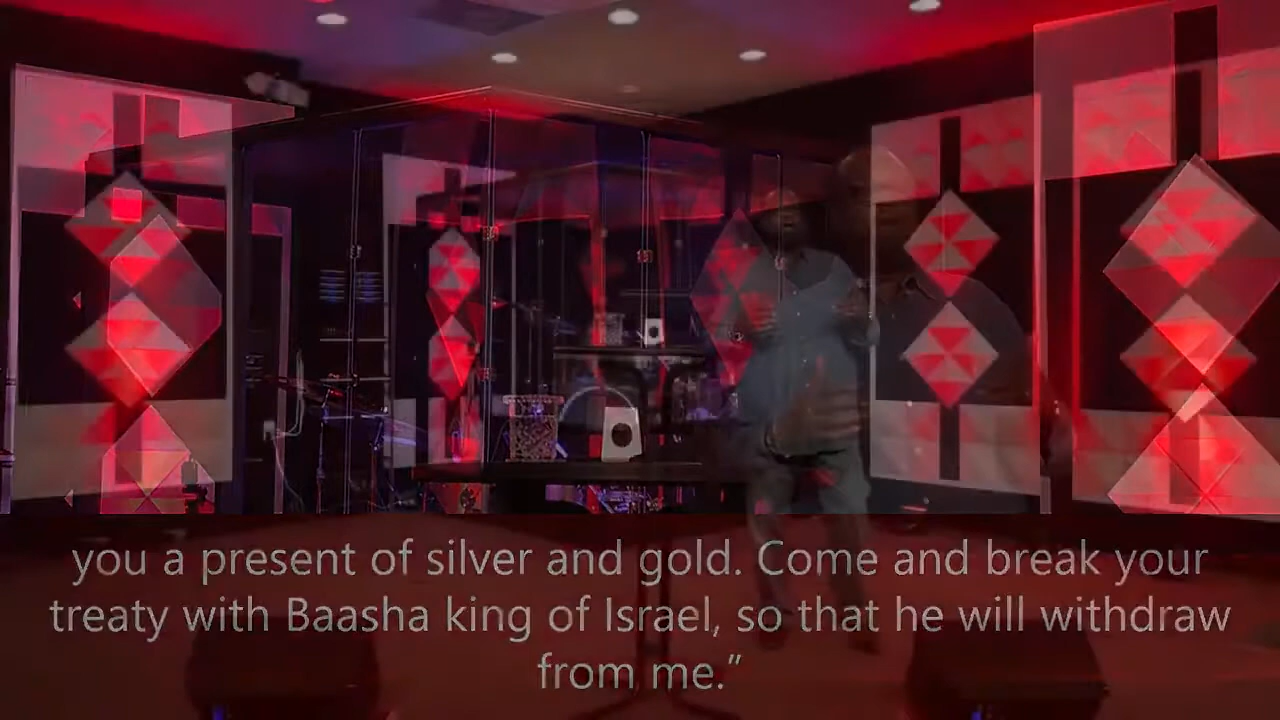 you a present of silver and gold. Come and break your
treaty with Baasha king of Israel, so that he will withdraw
from me.”